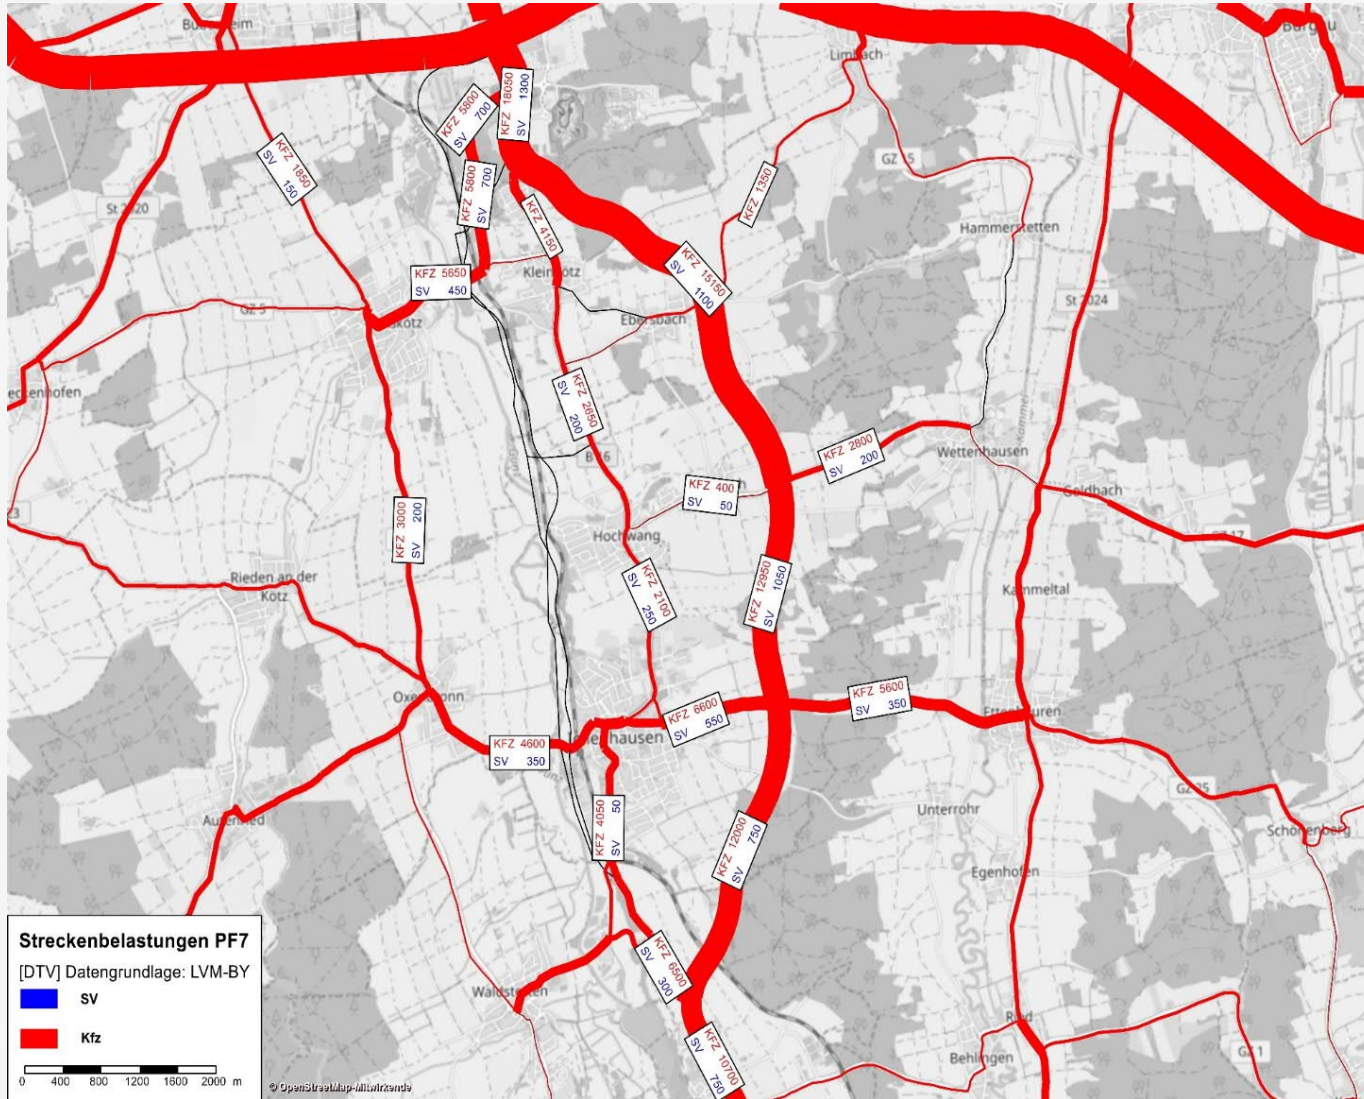 Limbach
KFZ 5800
SV 700
KFZ 18050
SV 1300
KFZ 1850
SV 150
KFZ 5800
SV 700
KFZ 1350
St 2020
KFZ 4150
Hammerstetten
KFZ 5650
SV 450
KFZ 15150
SV 1100
GZ 5
Ebersbach
St 2024
KFZ 2650
SV 200
KFZ 2800
SV 200
Wettenhausen
KFZ 400
SV 50
Goldbach
KFZ 3000
SV 200
Hochwang
Rieden an der
Kötz
KFZ 2100
SV 250
KFZ 12950
SV 1050
Kammeltal
KFZ 6600
SV 550
KFZ 5600
SV 350
KFZ 4600
SV 350
Unterrohr
KFZ 4050
SV 50
KFZ 12000
SV 750
Schönenberg
Egenhofen
KFZ 6500
SV 300
Behlingen
GZ 1
KFZ 10700
SV 750
Streckenbelastungen PF7
[DTV] Datengrundlage: LVM-BY
SV
Kfz
0 400 800 1200 1600 2000 m
© OpenStreetMap-Mitwirkende